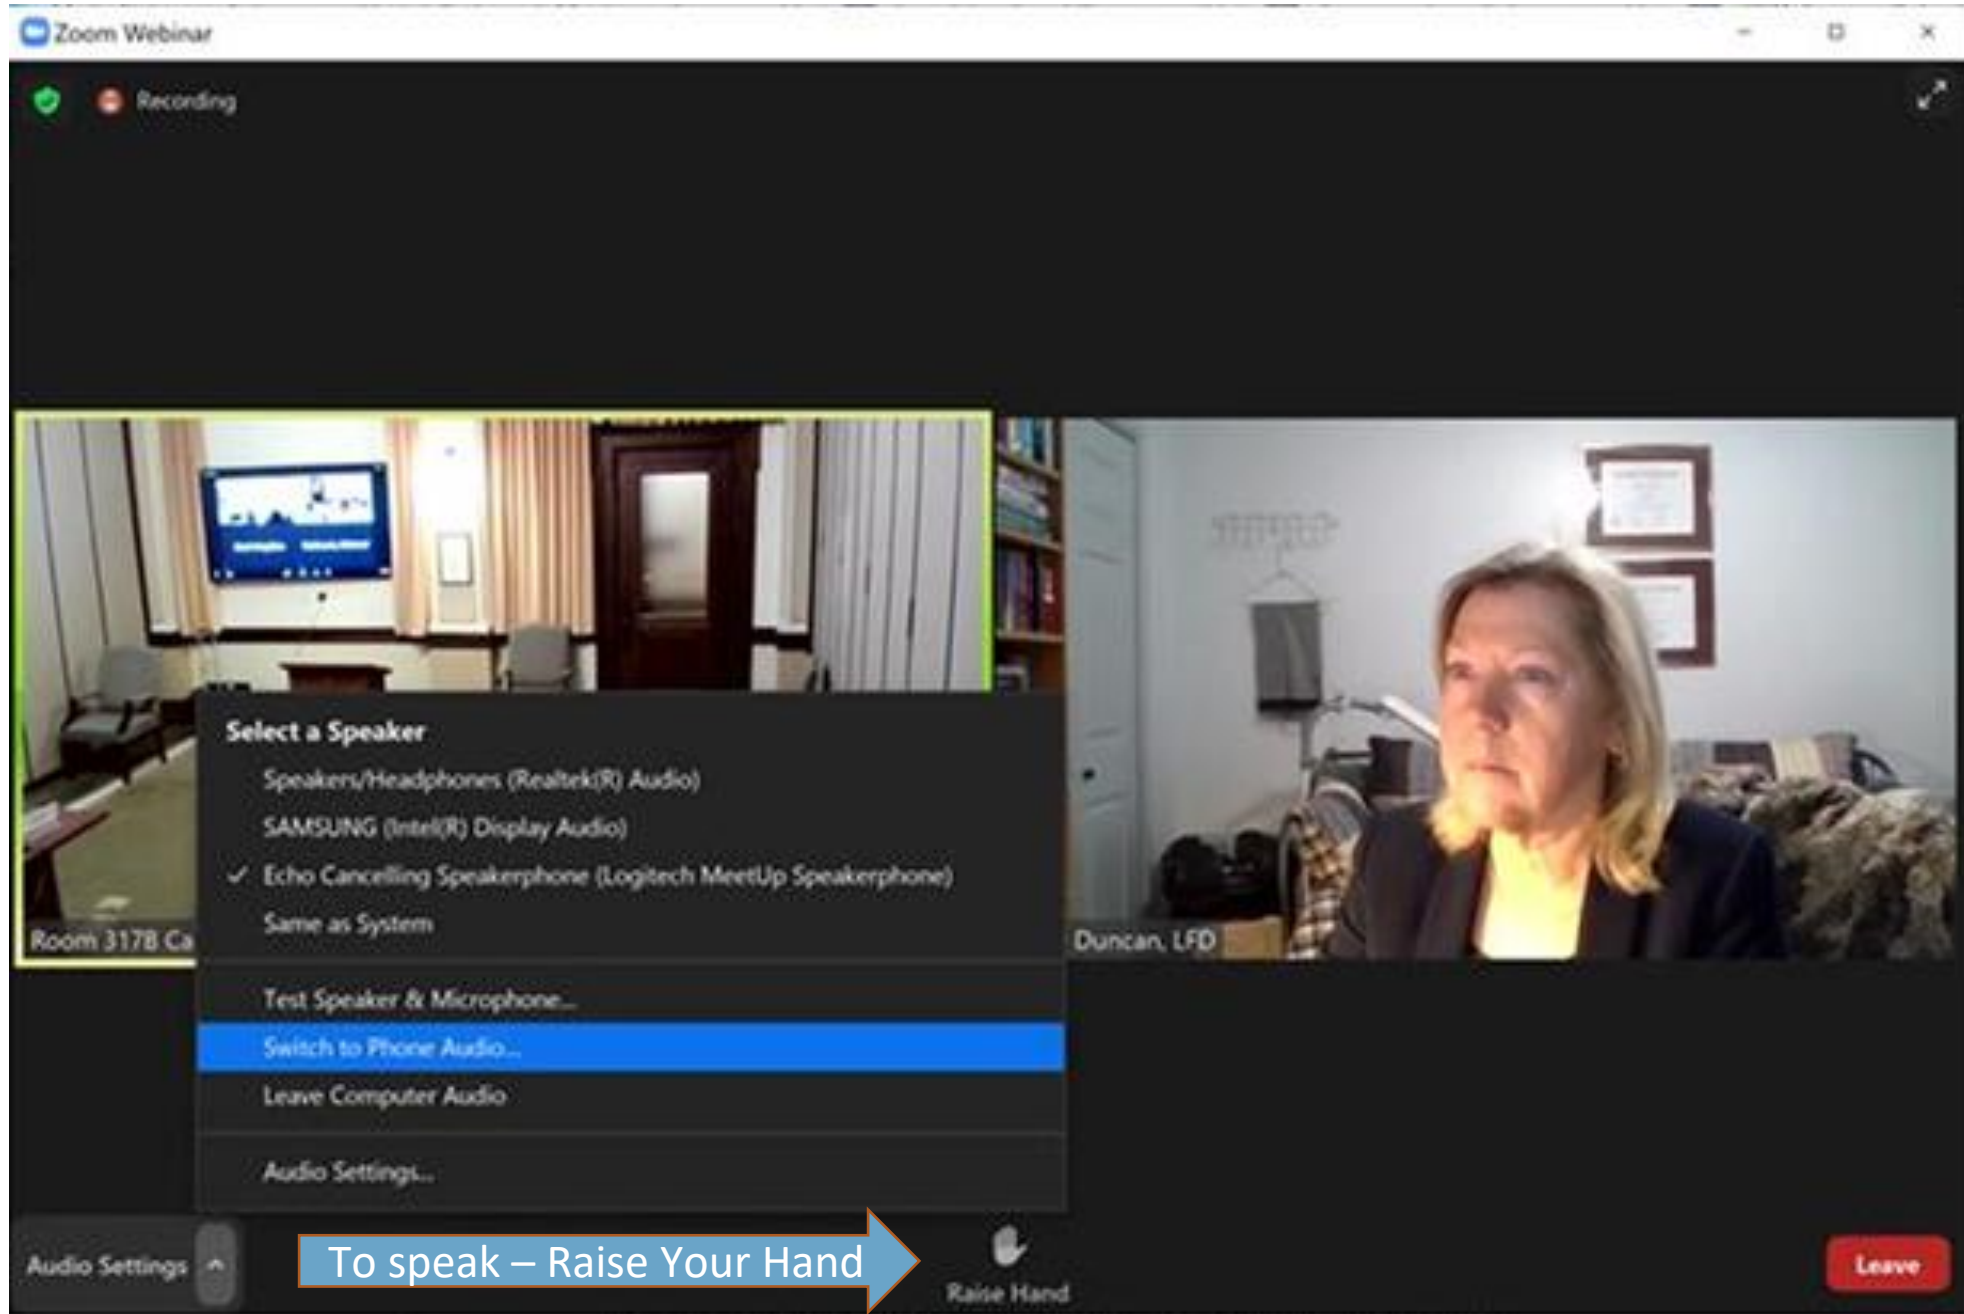 Zoom Webinar
Recording
Select a Speaker
Speakers/Headphones (Realtek(R) Audio)
SAMSUNG (Intel(R) Display Audio)
✓ Echo Cancelling Speakerphone (Logitech MeetUp Speakerphone)
Same as System
Room 317B Ca
Duncan, LFD
Test Speaker & Microphone...
Switch to Phone Audio...
Leave Computer Audio
Audio Settings...
Audio Settings
To speak – Raise Your Hand
Raise Hand
Leave